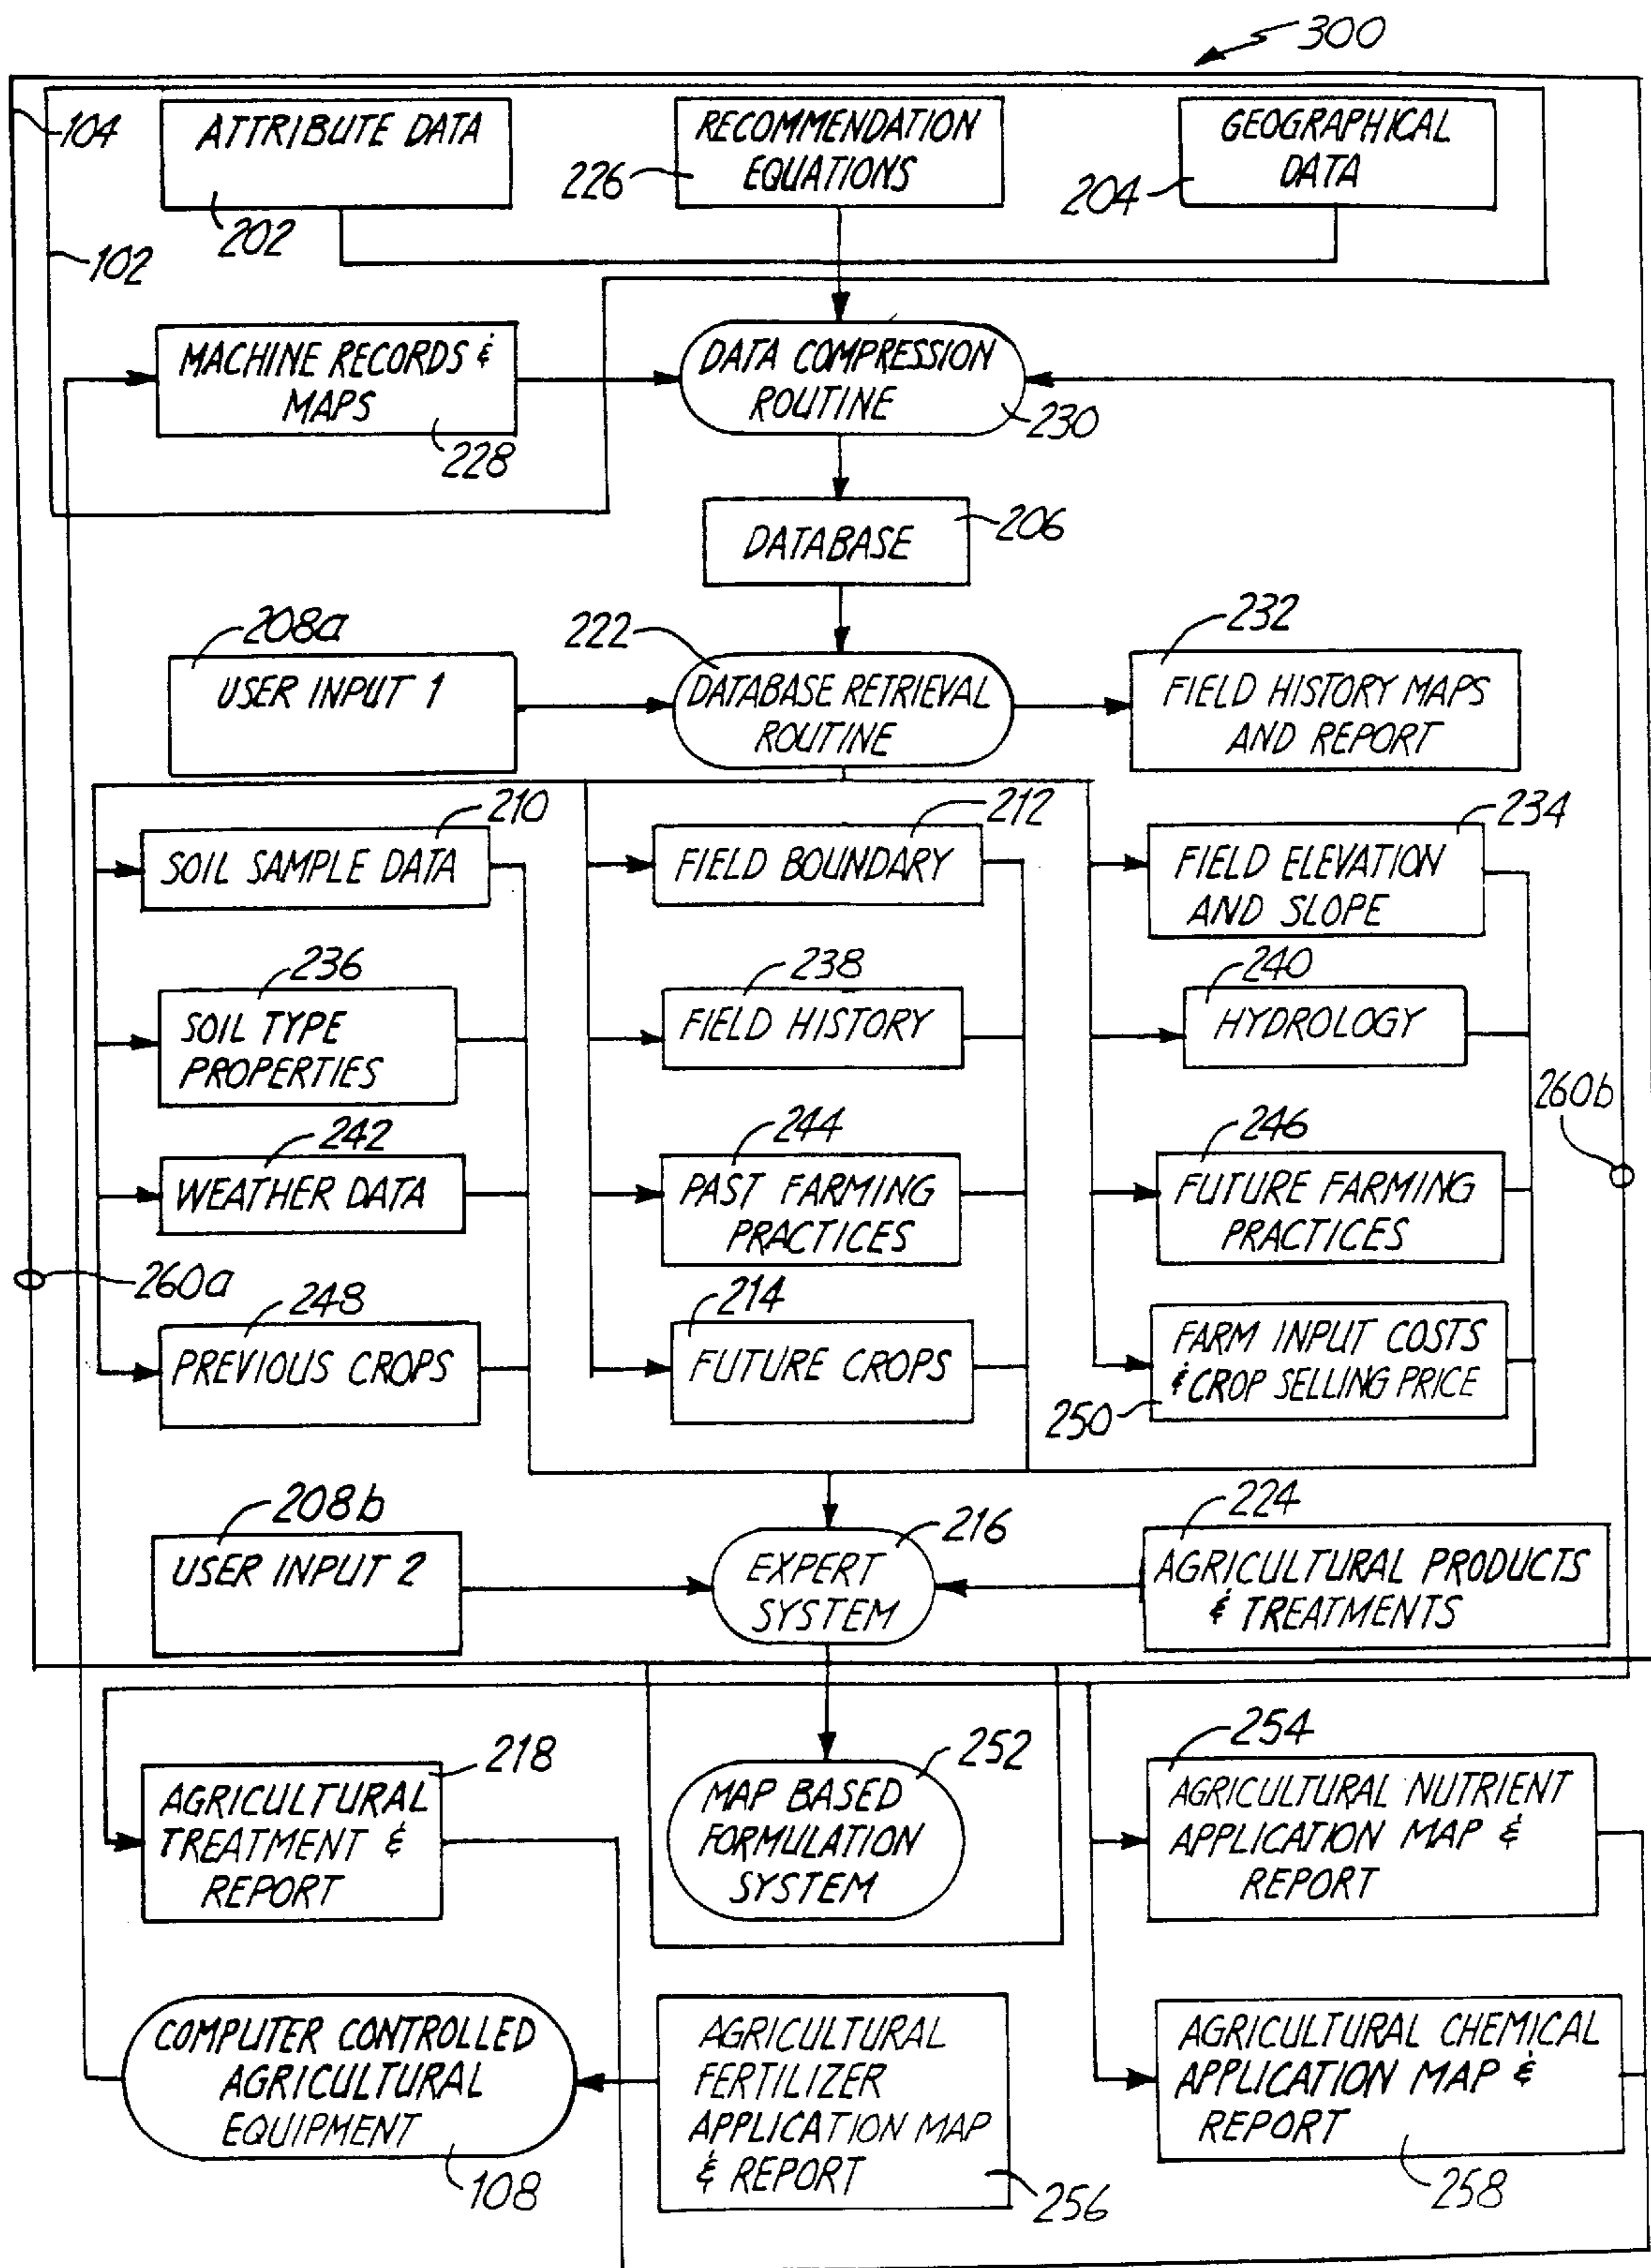 300
104
ATTRIBUTE DATA
202
RECOMMENDATION
EQUATIONS
226
GEOGRAPHICAL
DATA
204
102
MACHINE RECORDS &
MAPS
228
DATA COMPRESSION
ROUTINE
230
DATABASE
206
208a
USER INPUT 1
222
DATABASE RETRIEVAL
ROUTINE
232
FIELD HISTORY MAPS
AND REPORT
210
SOIL SAMPLE DATA
212
FIELD BOUNDARY
234
FIELD ELEVATION
AND SLOPE
236
SOIL TYPE
PROPERTIES
238
FIELD HISTORY
240
HYDROLOGY
260b
242
WEATHER DATA
244
PAST FARMING
PRACTICES
246
FUTURE FARMING
PRACTICES
260a
248
PREVIOUS CROPS
214
FUTURE CROPS
FARM INPUT COSTS
& CROP SELLING PRICE
250
208b
USER INPUT 2
216
EXPERT
SYSTEM
224
AGRICULTURAL PRODUCTS
& TREATMENTS
218
AGRICULTURAL
TREATMENT &
REPORT
252
MAP BASED
FORMULATION
SYSTEM
254
AGRICULTURAL NUTRIENT
APPLICATION MAP &
REPORT
COMPUTER CONTROLLED
AGRICULTURAL
EQUIPMENT
108
AGRICULTURAL
FERTILIZER
APPLICATION MAP
& REPORT
256
AGRICULTURAL CHEMICAL
APPLICATION MAP &
REPORT
258